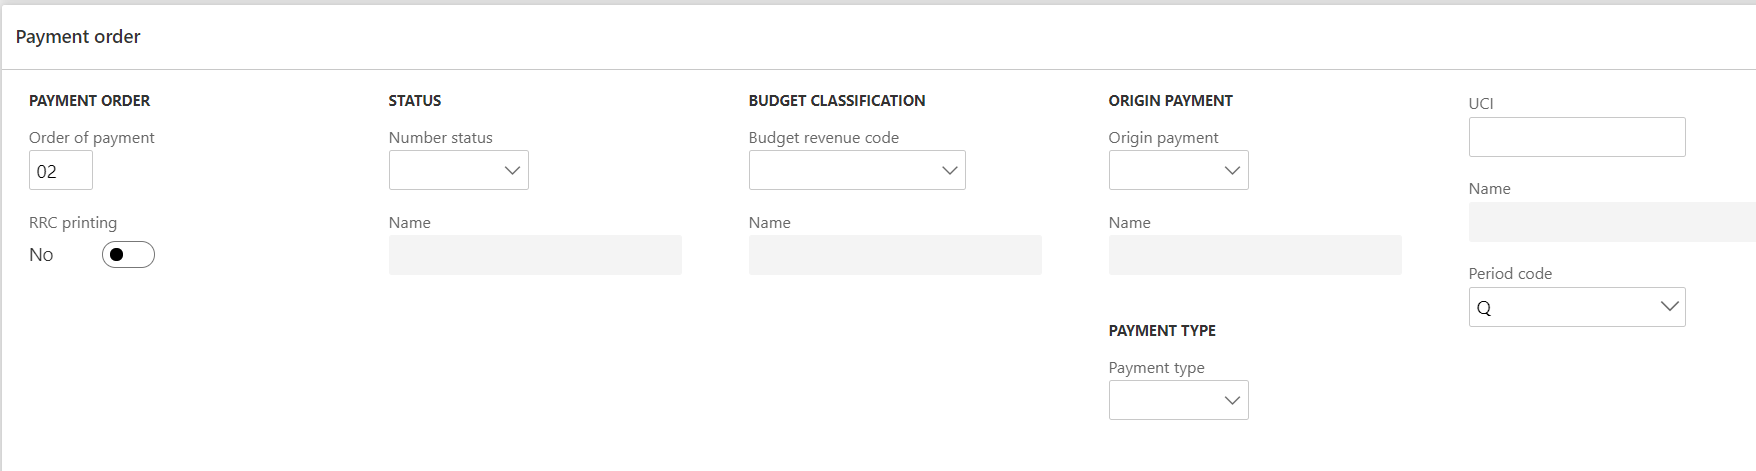 Payment order
PAYMENT ORDER
Order of payment
02
RRC printing
No
STATUS
Number status
Name
BUDGET CLASSIFICATION
Budget revenue code
Name
ORIGIN PAYMENT
Origin payment
Name
PAYMENT TYPE
Payment type
UCI
Name
Period code
Q